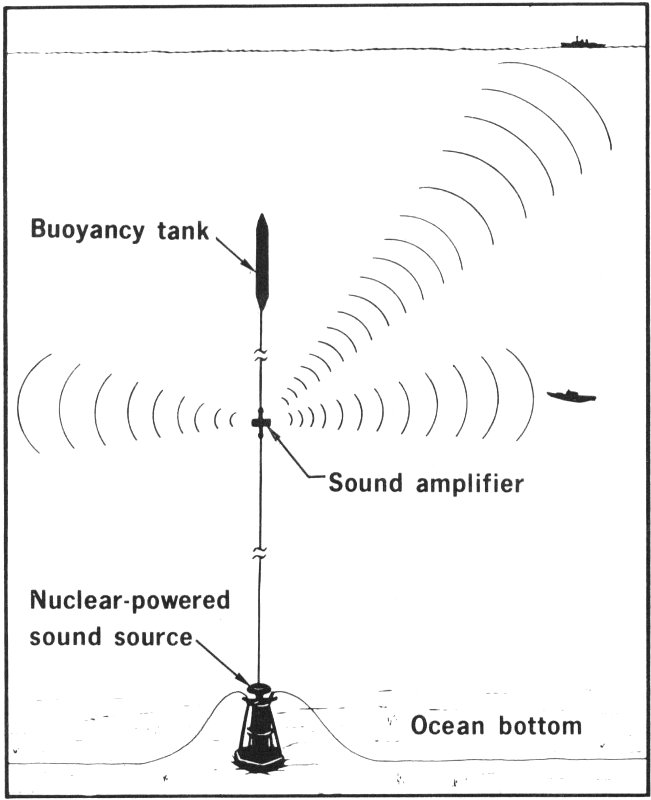 Buoyancy tank
Sound amplifier
Nuclear-powered
sound source
Ocean bottom